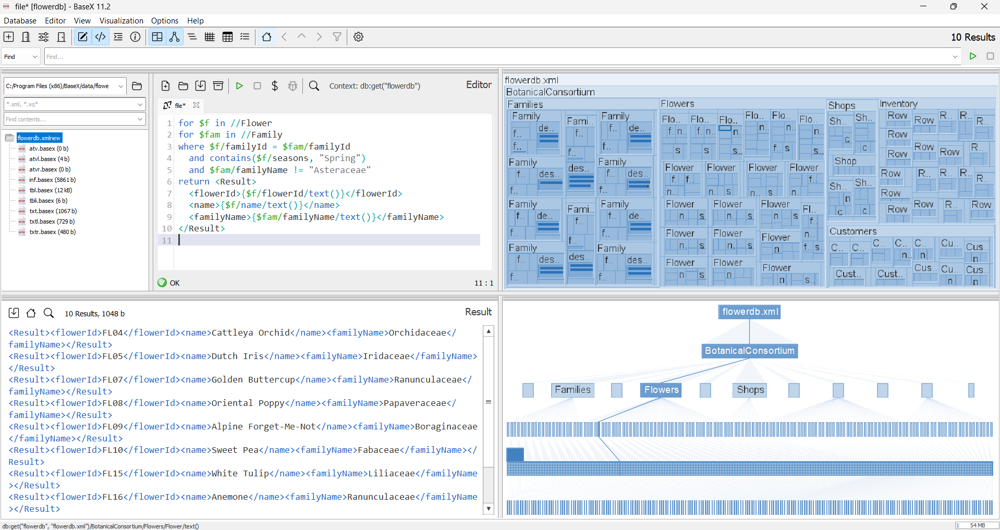 file* [flowerdb] - BaseX 11.2
Database Editor View Visualization Options Help
10 Results
Find
Find...
C:/Program Files (x86)/BaseX/data/flowe
*.xml, *.xq*
Find contents...
flowerdb.xmlnew
atv.basex (0 b)
atvl.basex (4 b)
atvr.basex (0 b)
inf.basex (5861 b)
tbl.basex (12 kB)
tbli.basex (6 b)
txt.basex (1067 b)
txtl.basex (729 b)
txtr.basex (480 b)
Context: db:get("flowerdb")
Editor
file*
1 for $f in //Flower
2 for $fam in //Family
3 where $f/familyId = $fam/familyId
4 and contains($f/seasons, "Spring")
5 and $fam/familyName != "Asteraceae"
6 return <Result>
7 <flowerId>{$f/flowerId/text()}</flowerId>
8 <name>{$f/name/text()}</name>
9 <familyName>{$fam/familyName/text()}</familyName>
10 </Result>
11
OK
11 : 1
flowerdb.xml
BotanicalConsortium
Families
Family Fami.. Family
f.. de.. f.. f.. de..
f.. f.. f..
Family des.. Family
f.. des.. f.. des..
f.. f..
Family Fami.. Family
f.. de.. f.. f.. de..
f.. f.. f..
Family des.. Family
f.. des.. f.. des..
f.. f..
Flowers
Flo.. Flo.. Flo.. Flo.. Flo.. Flo..
f. n. f. n. n.. n.. n..
s s s.. f.. s s..
Flower Flower Flower Flower
f. f.. f..
n.. n.. s.. n..
Flower Flower Flower Fl..
n. s n. s n. s f..
Flower Flower Flower n..
n. s n. s n f.. s..
Flower Flower Flower
n s n n s..
Shops
Sh.. Sh..
c c
Shop
Sh.. Sh..
n
c c
Inventory
Row Row R.. R.. R..
Row
Row Row Row R..
Row R.. R.. R.. R..
Row
Row Row R.. Row
Customers
C.. C.. C.. C.. Cu.. Cus..
n.. n n
Cust.. Cust.. Cus.. Cu.. Cus..
n n
10 Results, 1048 b
Result
<Result><flowerId>FL04</flowerId><name>Cattleya Orchid</name><familyName>Orchidaceae</
familyName></Result>
<Result><flowerId>FL05</flowerId><name>Dutch Iris</name><familyName>Iridaceae</familyName>
</Result>
<Result><flowerId>FL07</flowerId><name>Golden Buttercup</name><familyName>Ranunculaceae</
familyName></Result>
<Result><flowerId>FL08</flowerId><name>Oriental Poppy</name><familyName>Papaveraceae</
familyName></Result>
<Result><flowerId>FL09</flowerId><name>Alpine Forget-Me-Not</name><familyName>Boraginaceae
</familyName></Result>
<Result><flowerId>FL10</flowerId><name>Sweet Pea</name><familyName>Fabaceae</familyName></
Result>
<Result><flowerId>FL15</flowerId><name>White Tulip</name><familyName>Liliaceae</familyName
></Result>
<Result><flowerId>FL16</flowerId><name>Anemone</name><familyName>Ranunculaceae</familyName
></Result>
flowerdb.xml
BotanicalConsortium
Families Flowers Shops
db:get("flowerdb", "flowerdb.xml")/BotanicalConsortium/Flowers/Flower/text()
54 MB